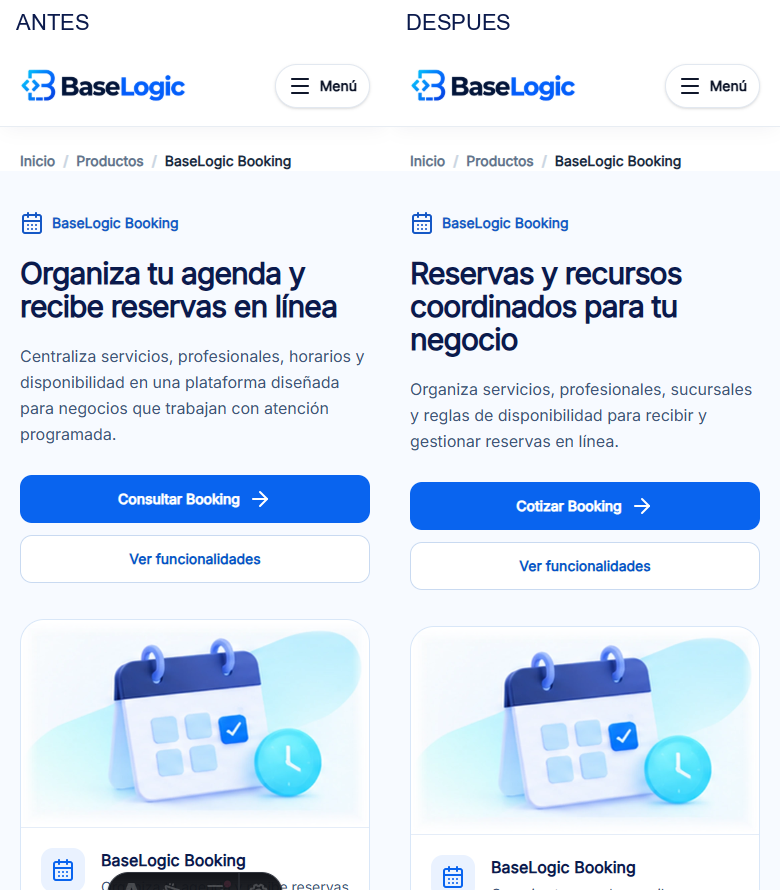 ANTES
BaseLogic
Menú
Inicio / Productos / BaseLogic Booking
BaseLogic Booking
Organiza tu agenda y
recibe reservas en línea
Centraliza servicios, profesionales, horarios y
disponibilidad en una plataforma diseñada
para negocios que trabajan con atención
programada.
Consultar Booking
Ver funcionalidades
BaseLogic Booking
reservas
DESPUES
BaseLogic
Menú
Inicio / Productos / BaseLogic Booking
BaseLogic Booking
Reservas y recursos
coordinados para tu
negocio
Organiza servicios, profesionales, sucursales
y reglas de disponibilidad para recibir y
gestionar reservas en línea.
Cotizar Booking
Ver funcionalidades
BaseLogic Booking